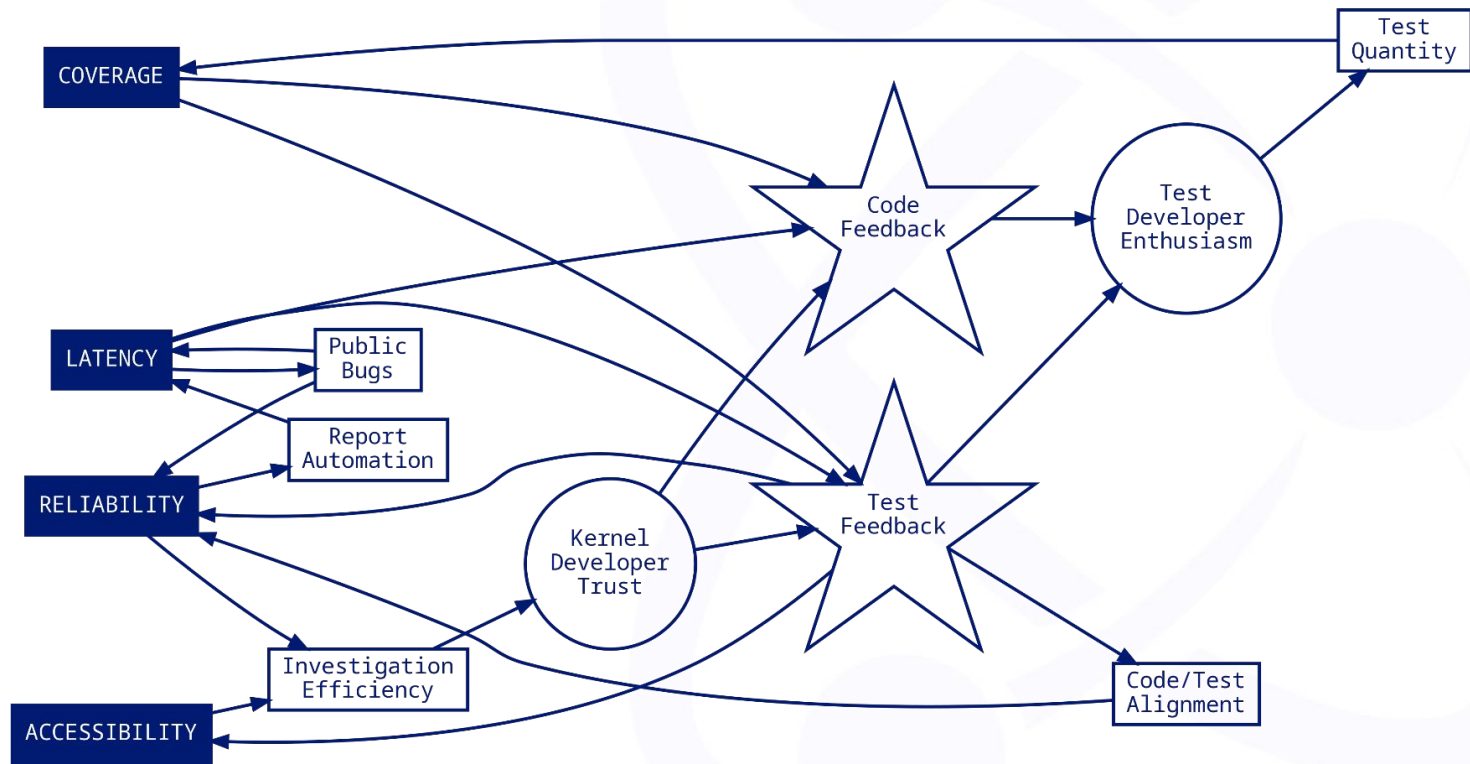 Test
Quantity
COVERAGE
Code
Feedback
Test
Developer
Enthusiasm
LATENCY
Public
Bugs
Report
Automation
RELIABILITY
Test
Feedback
Kernel
Developer
Trust
Investigation
Efficiency
Code/Test
Alignment
ACCESSIBILITY